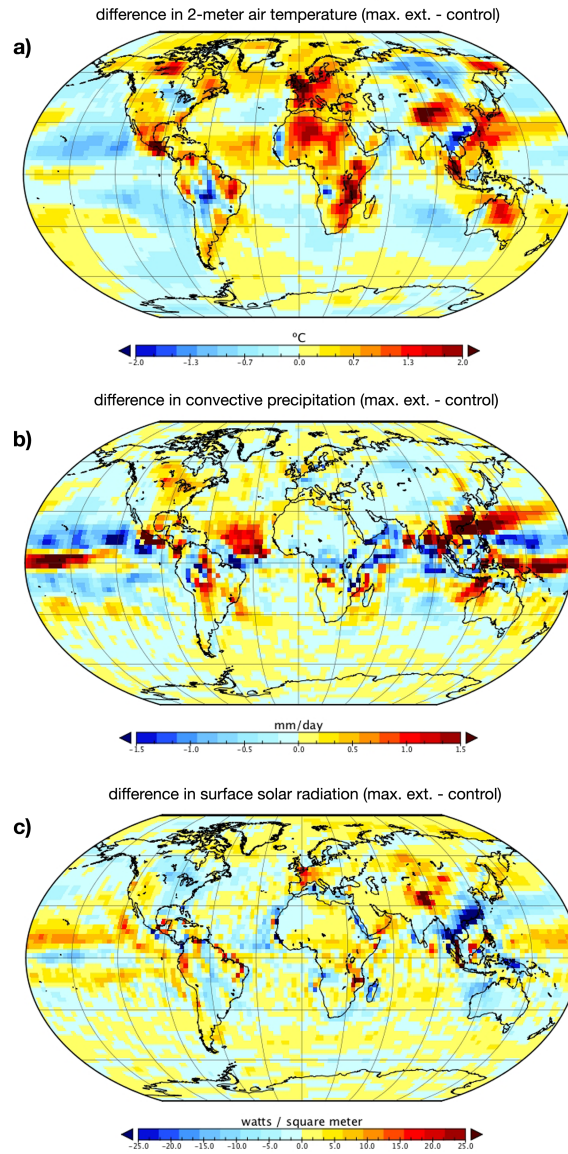 difference in 2-meter air temperature (max. ext. - control)
a)
ºC
-2.0 -1.3 -0.7 0.0 0.7 1.3 2.0
difference in convective precipitation (max. ext. - control)
b)
mm/day
-1.5 -1.0 -0.5 0.0 0.5 1.0 1.5
difference in surface solar radiation (max. ext. - control)
c)
watts / square meter
-25.0 -20.0 -15.0 -10.0 -5.0 0.0 5.0 10.0 15.0 20.0 25.0